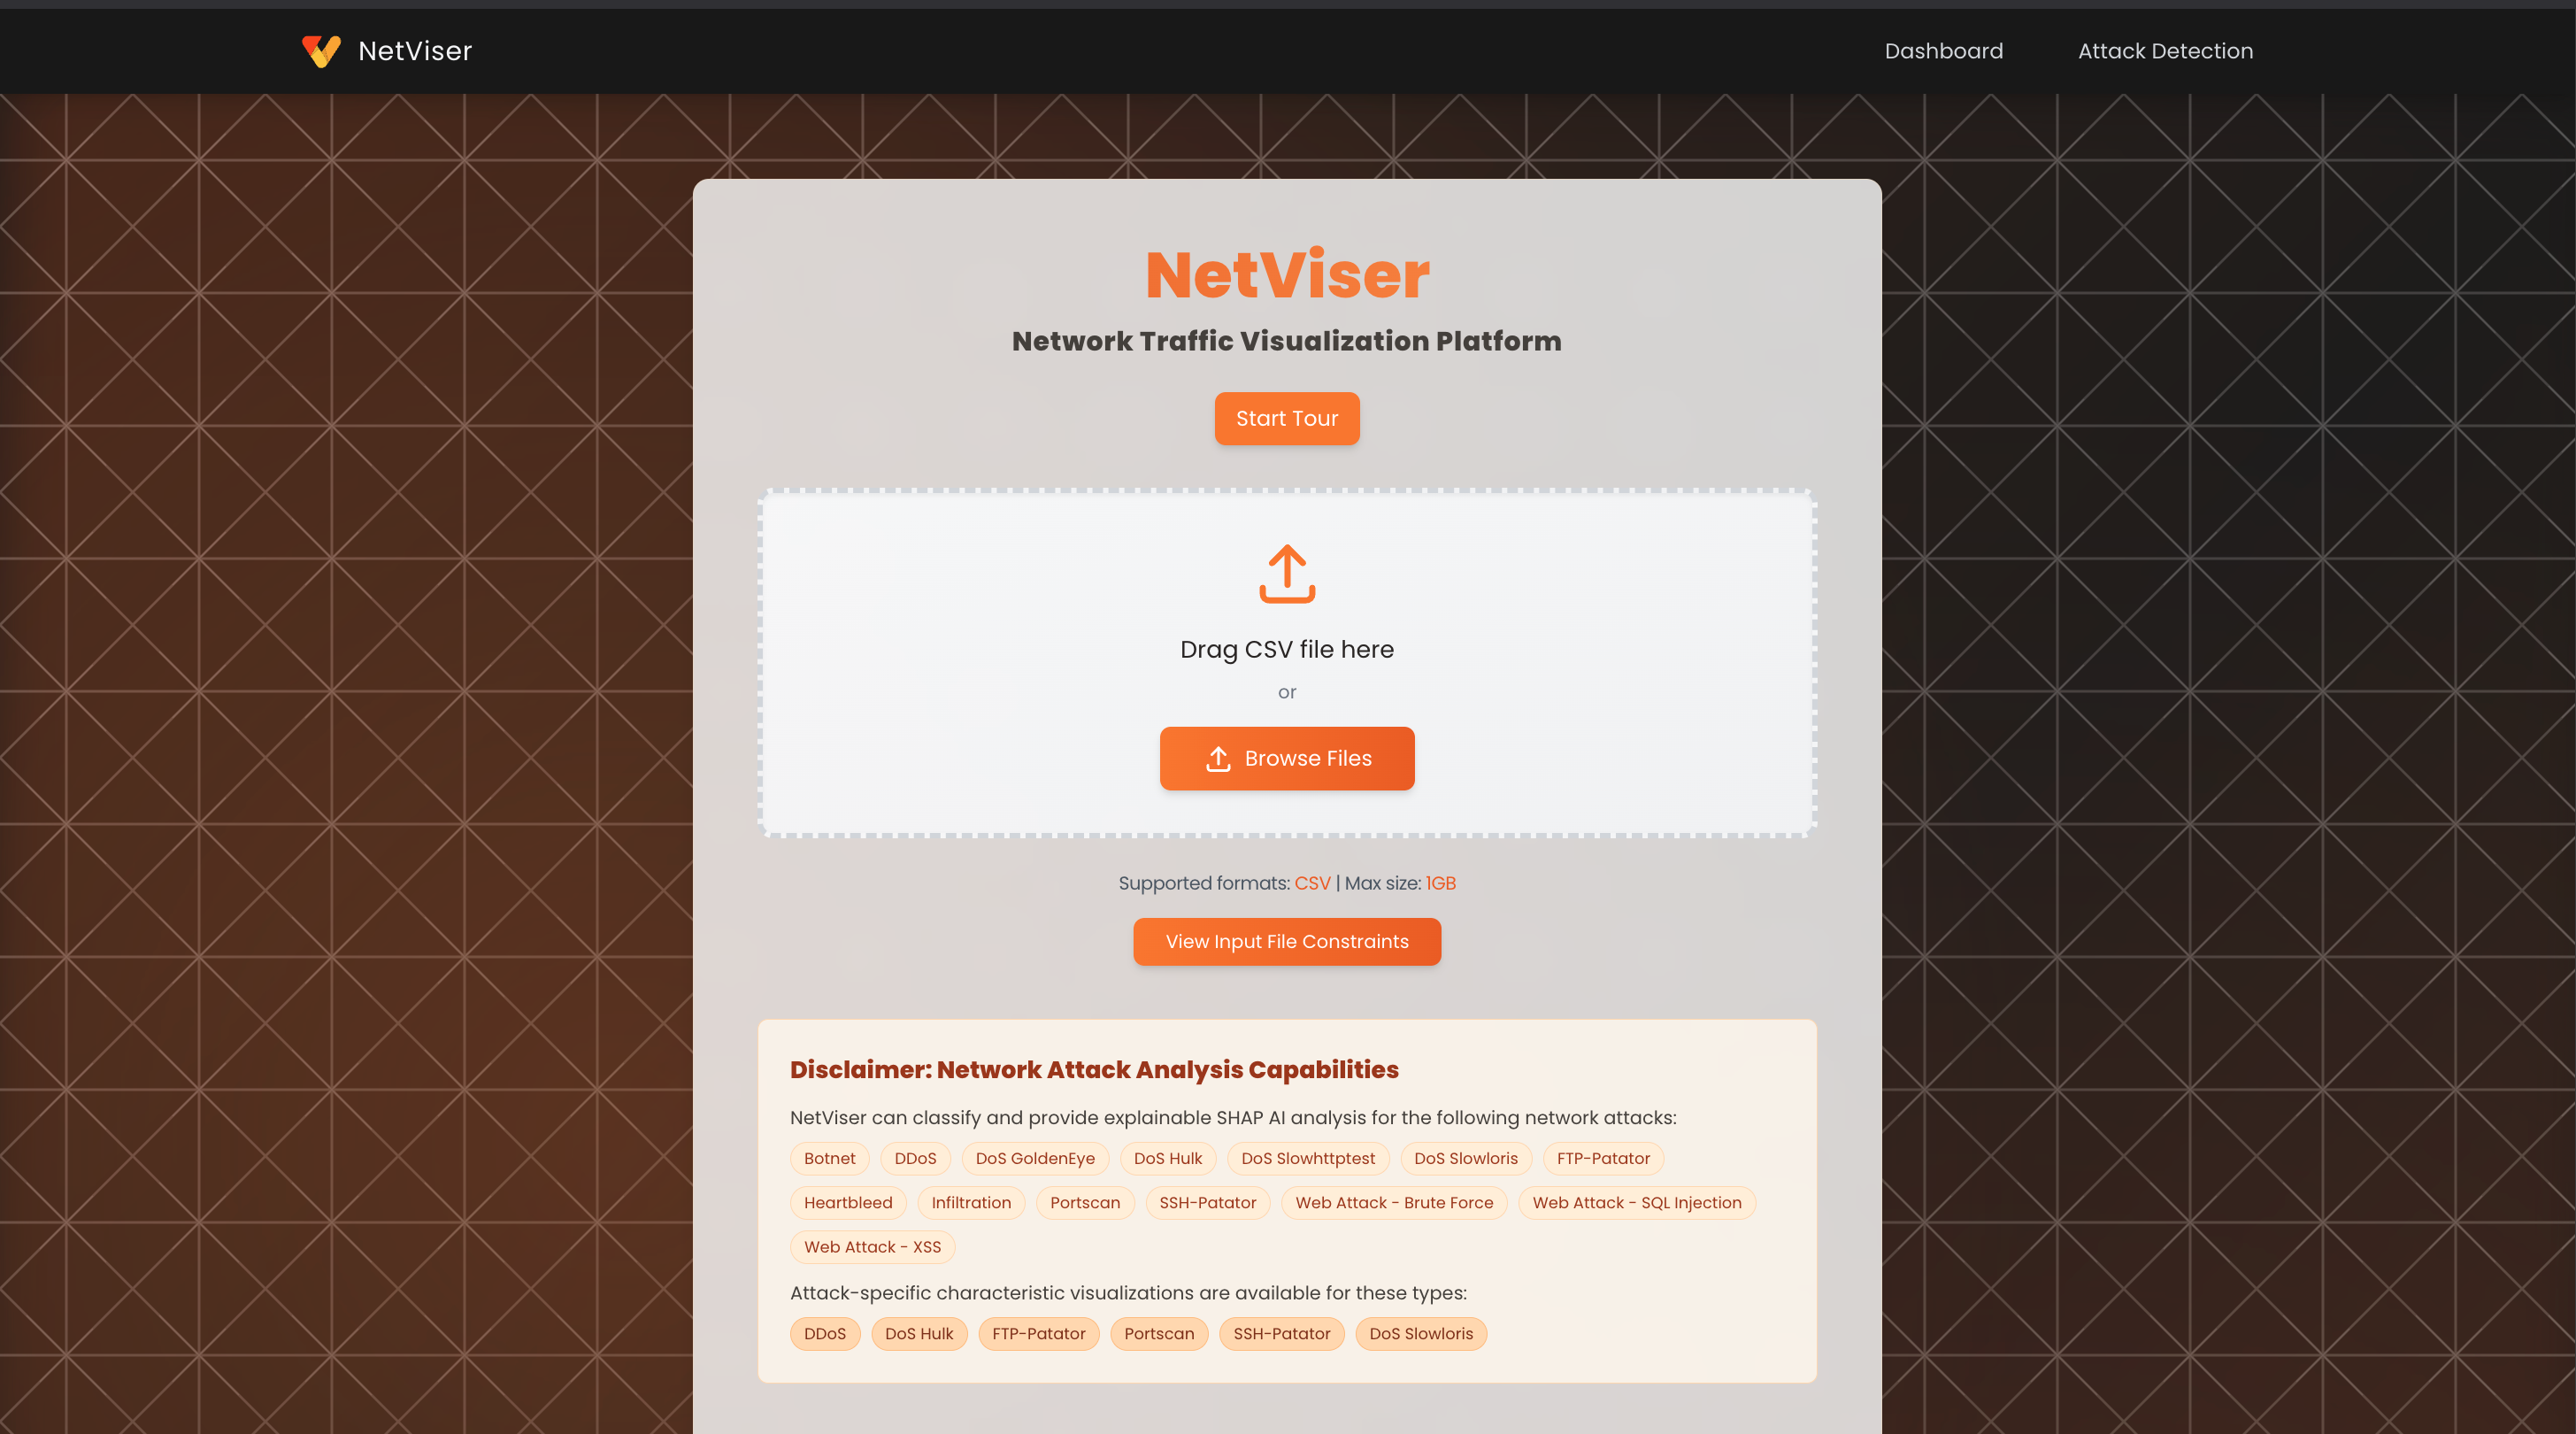 NetViser
Dashboard
Attack Detection
NetViser
Network Traffic Visualization Platform
Start Tour
Drag CSV file here
or
Browse Files
Supported formats: CSV | Max size: 1GB
View Input File Constraints
Disclaimer: Network Attack Analysis Capabilities
NetViser can classify and provide explainable SHAP AI analysis for the following network attacks:
Botnet DDoS DoS GoldenEye DoS Hulk DoS Slowhttptest DoS Slowloris FTP-Patator
Heartbleed Infiltration Portscan SSH-Patator Web Attack - Brute Force Web Attack - SQL Injection
Web Attack - XSS
Attack-specific characteristic visualizations are available for these types:
DDoS DoS Hulk FTP-Patator Portscan SSH-Patator DoS Slowloris